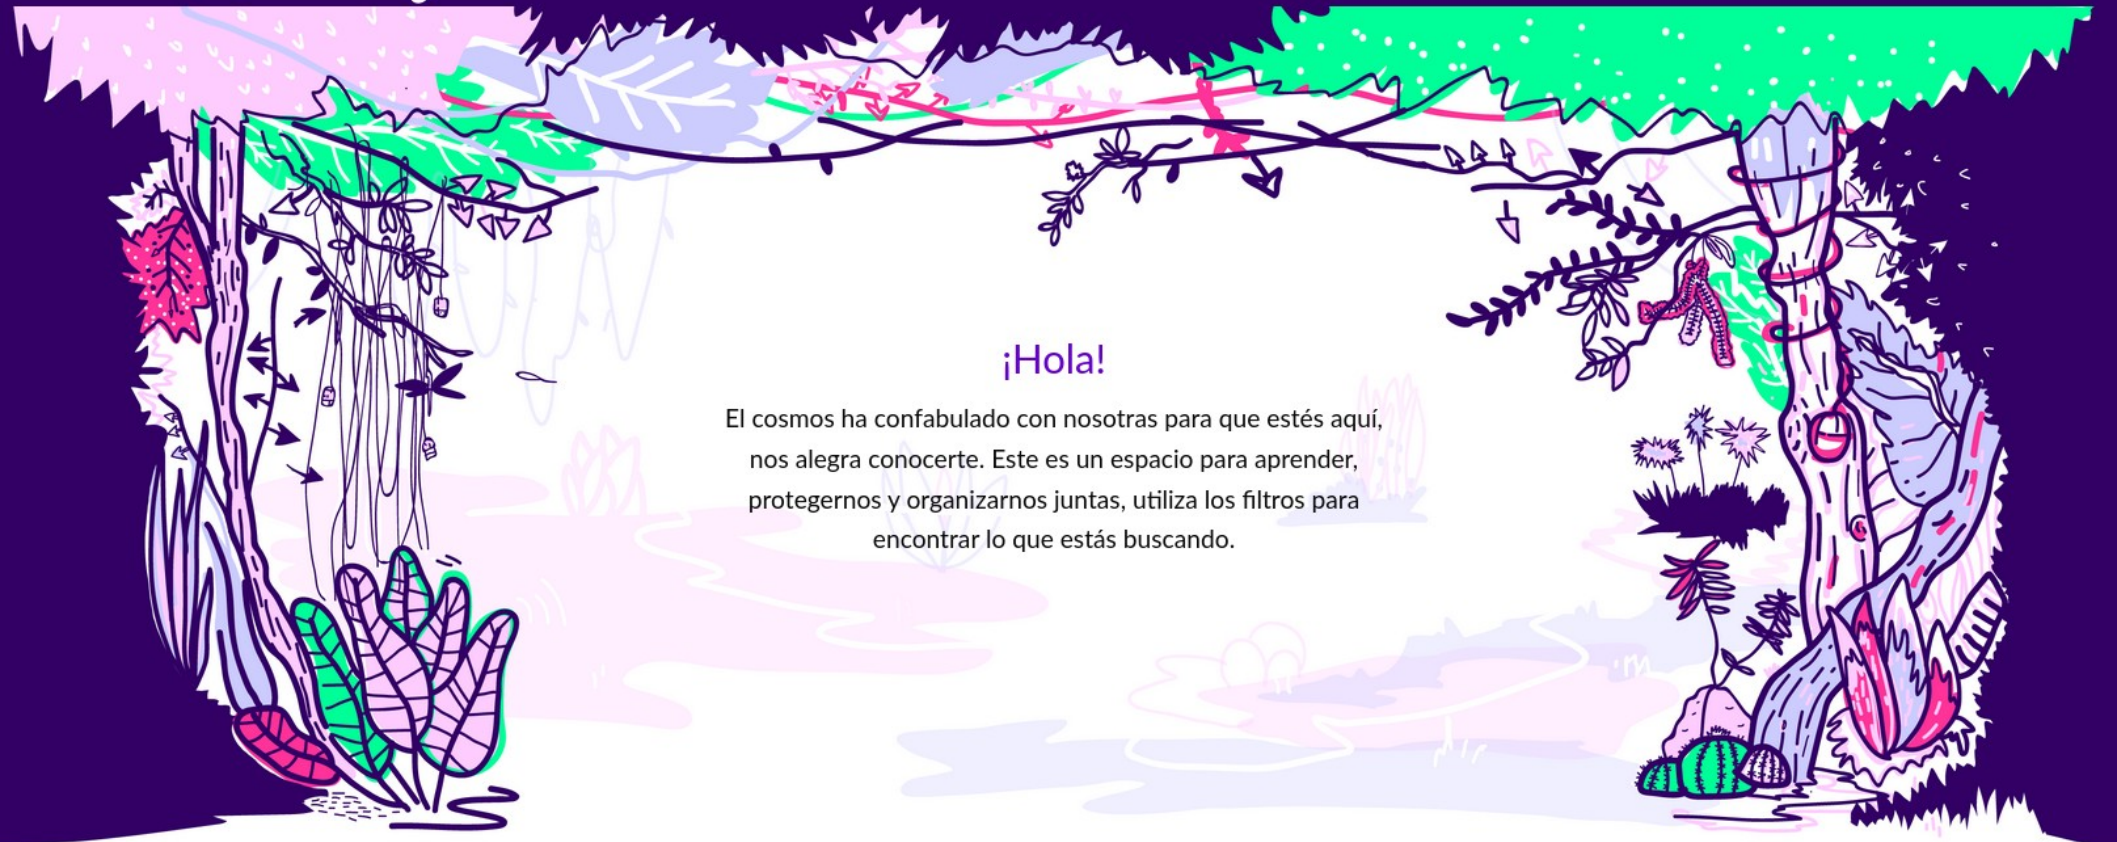 ¡Hola!
El cosmos ha confabulado con nosotras para que estés aquí,
nos alegra conocerte. Este es un espacio para aprender,
protegernos y organizarnos juntas, utiliza los filtros para
encontrar lo que estás buscando.